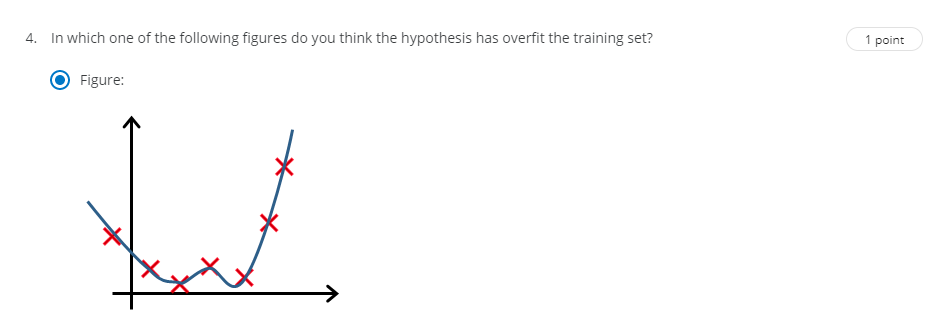 4. In which one of the following figures do you think the hypothesis has overfit the training set?
1 point
Figure: